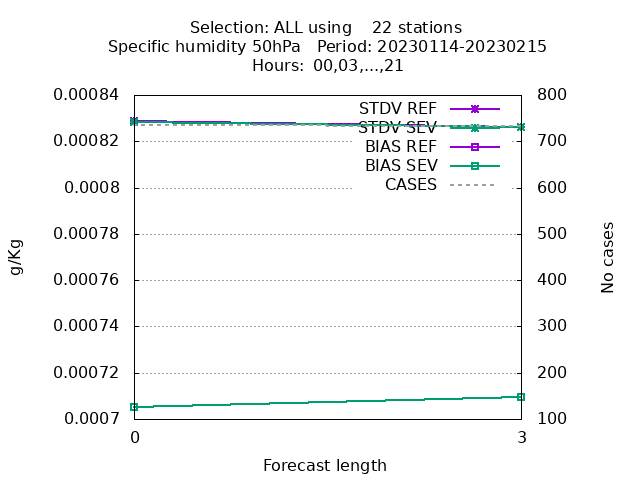 Selection: ALL using    22 stations
Specific humidity 50hPa   Period: 20230114-20230215
Hours:  00,03,...,21
0.00084
0.00082
0.0008
0.00078
0.00076
0.00074
0.00072
0.0007
800
700
600
500
400
300
200
100
STDV REF
STDV SEV
BIAS REF
BIAS SEV
CASES
g/Kg
No cases
0
3
Forecast length